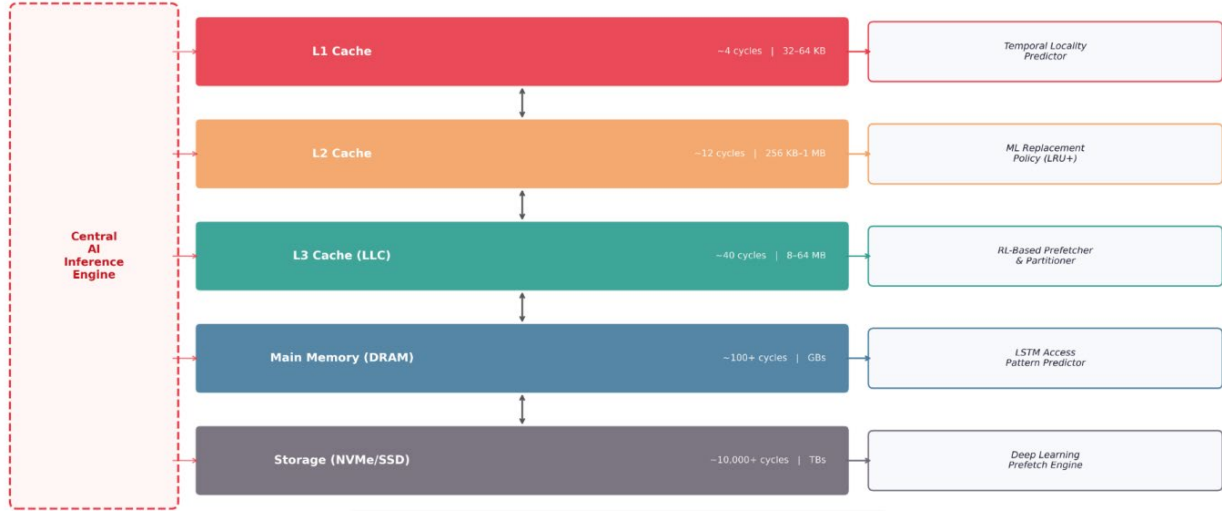 L1 Cache
~4 cycles | 32–64 KB
Temporal Locality
Predictor
L2 Cache
~12 cycles | 256 KB–1 MB
ML Replacement
Policy (LRU+)
Central
AI
Inference
Engine
L3 Cache (LLC)
~40 cycles | 8–64 MB
RL-Based Prefetcher
& Partitioner
Main Memory (DRAM)
~100+ cycles | GBs
LSTM Access
Pattern Predictor
Storage (NVMe/SSD)
~10,000+ cycles | TBs
Deep Learning
Prefetch Engine